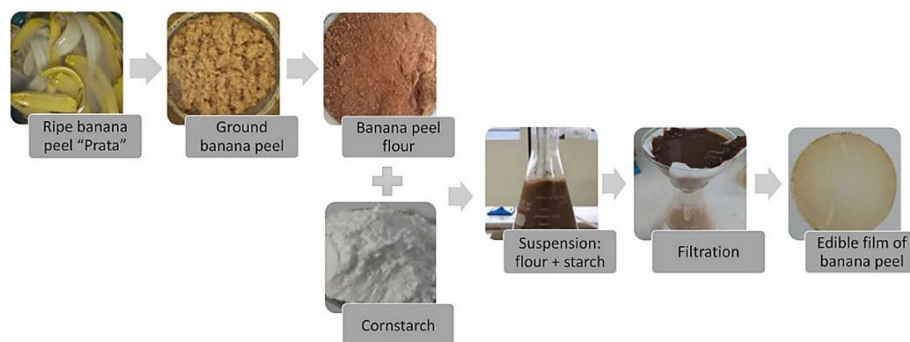 Ripe banana
peel “Prata”
Ground
banana peel
Banana peel
flour
Cornstarch
Suspension:
flour + starch
Filtration
Edible film of
banana peel